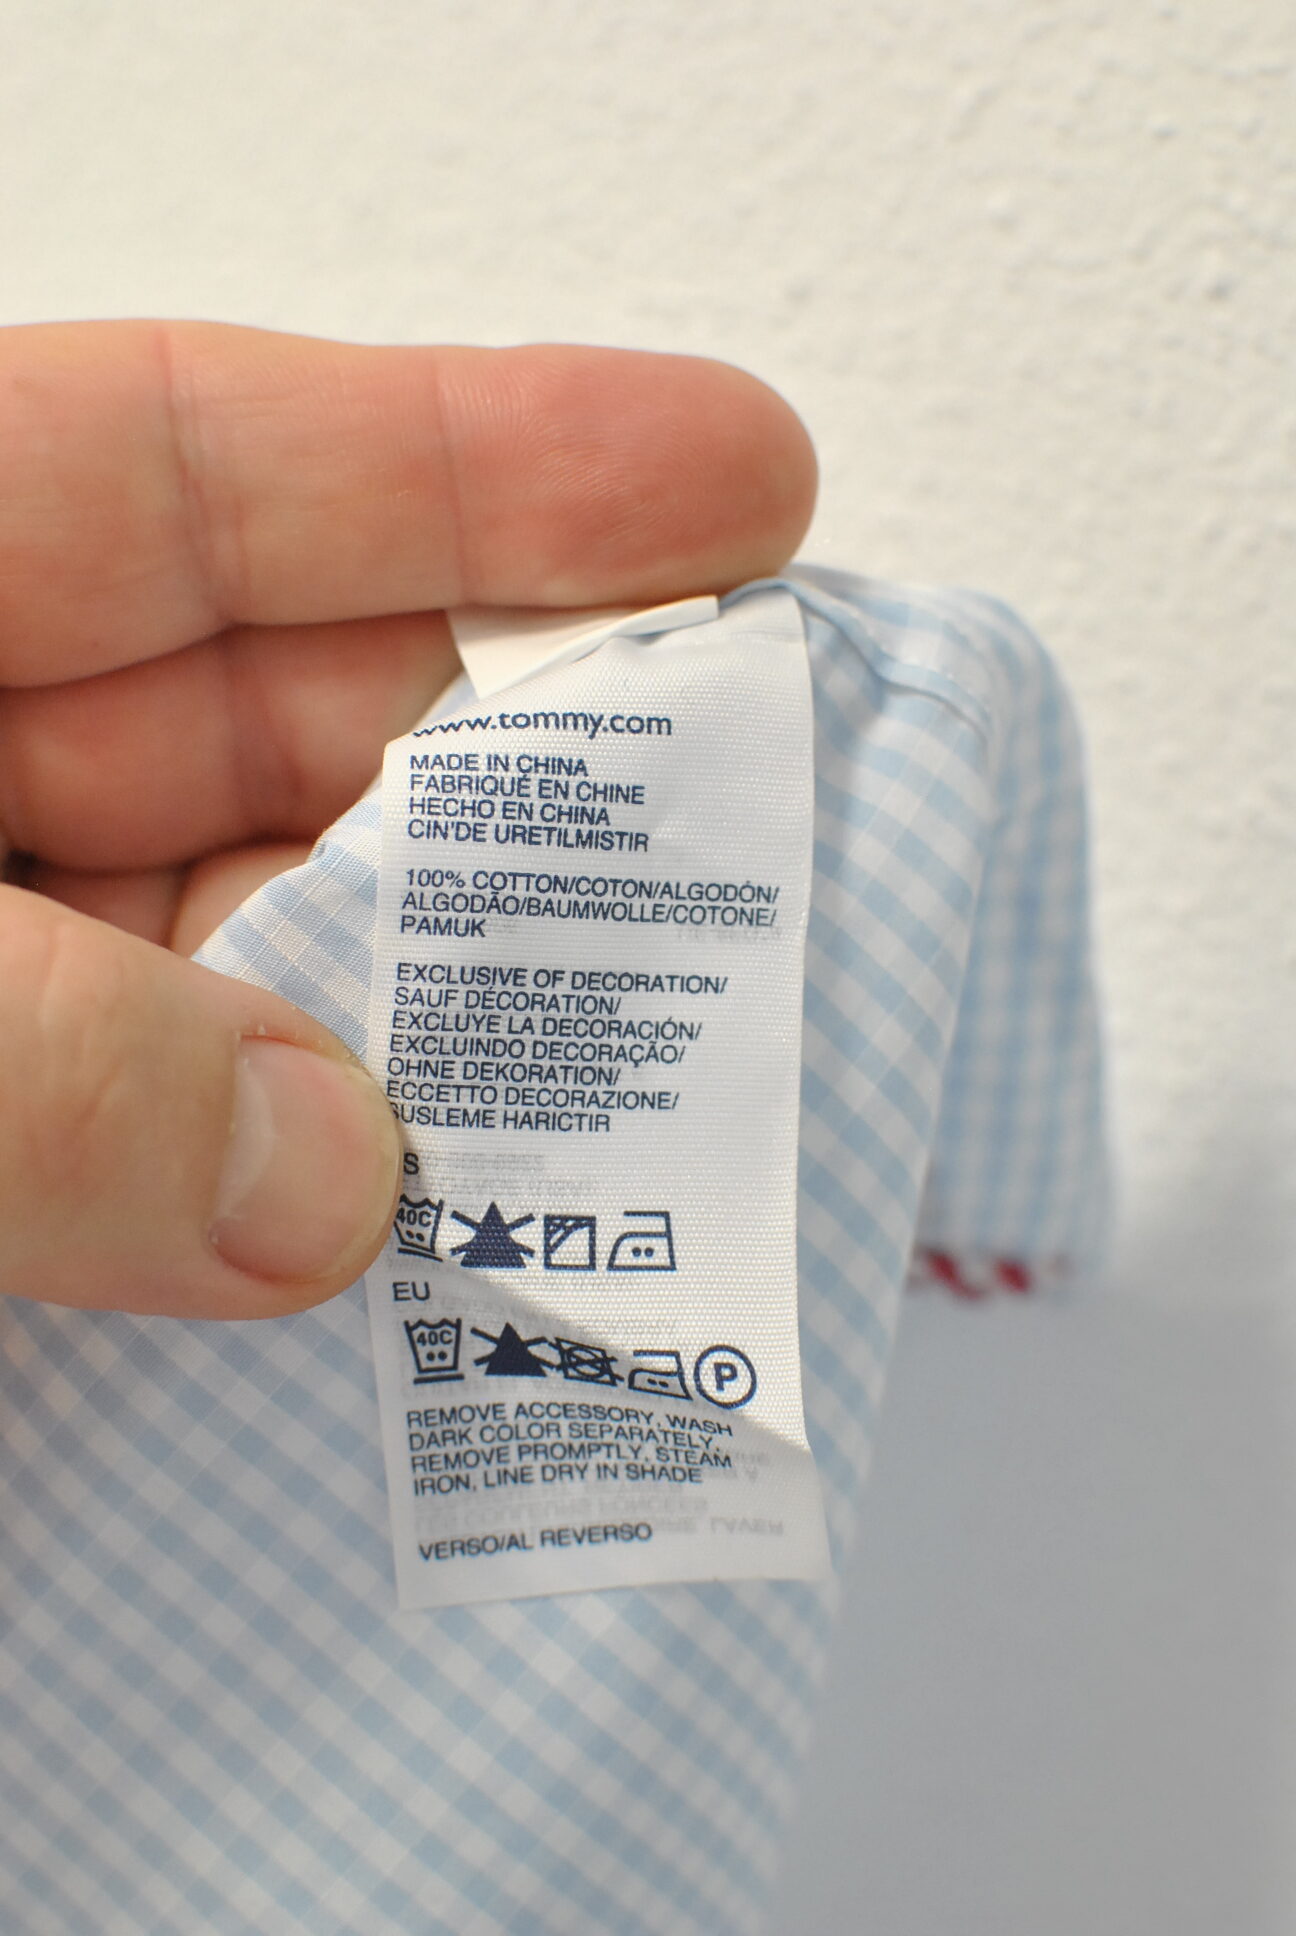 www.tommy.com
MADE IN CHINA
FABRIQUÉ EN CHINE
HECHO EN CHINA
CIN'DE URETILMISTIR
100% COTTON/COTON/ALGODÓN/
ALGODÃO/BAUMWOLLE/COTONE/
PAMUK
EXCLUSIVE OF DECORATION/
SAUF DÉCORATION/
EXCLUYE LA DECORACIÓN/
EXCLUINDO DECORAÇÃO/
OHNE DEKORATION/
ECCETTO DECORAZIONE/
SUSLEME HARICTIR
S
40C
EU
40C P
REMOVE ACCESSORY, WASH
DARK COLOR SEPARATELY,
REMOVE PROMPTLY, STEAM
IRON, LINE DRY IN SHADE
VERSO/AL REVERSO